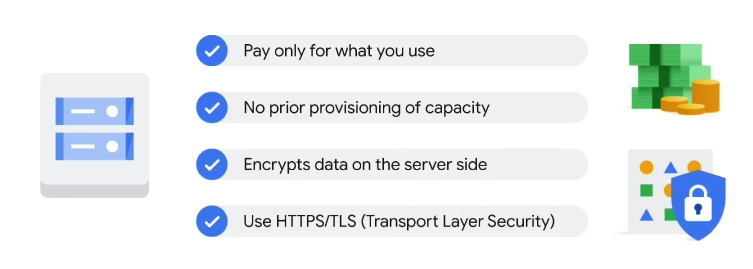 Pay only for what you use
No prior provisioning of capacity
Encrypts data on the server side
Use HTTPS/TLS (Transport Layer Security)